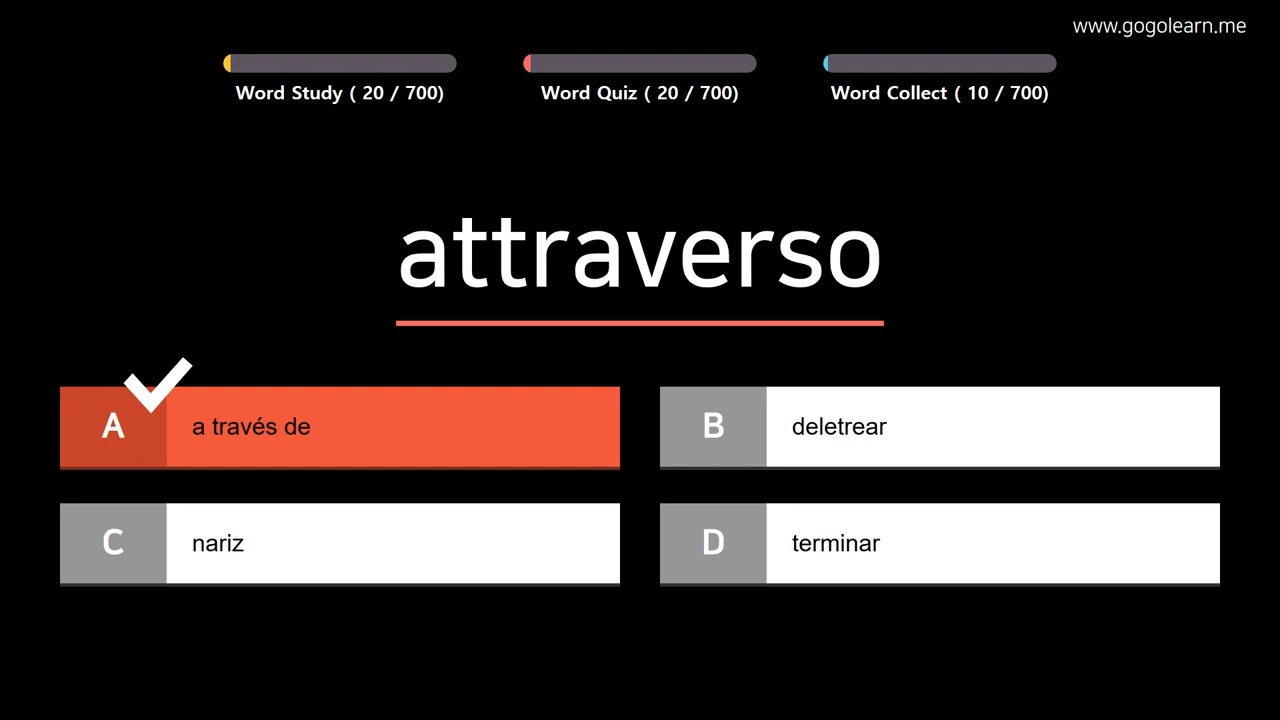 www.gogolearn.me
Word Study ( 20 / 700)
Word Quiz ( 20 / 700)
Word Collect ( 10 / 700)
attraverso
A
a través de
B
deletrear
C
nariz
D
terminar